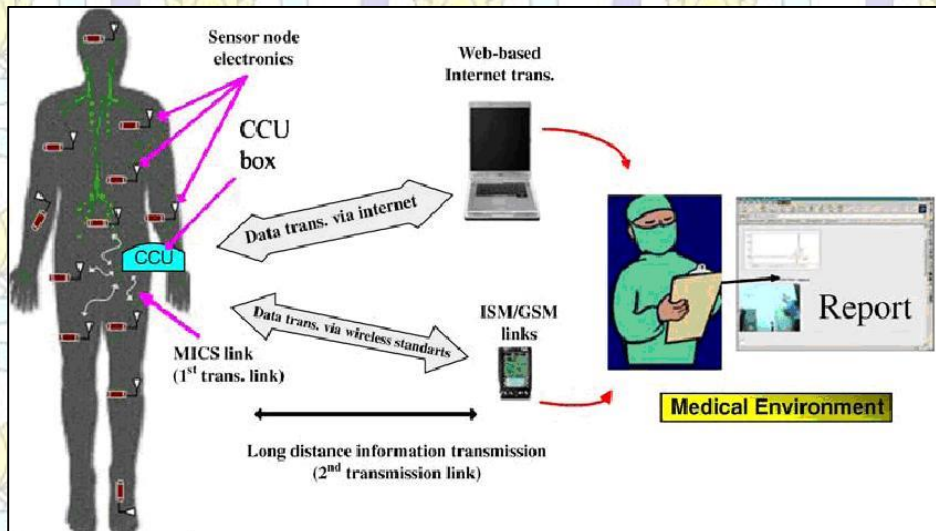 Sensor node
electronics
CCU
box
CCU
MICS link
(1st trans. link)
Web-based
Internet trans.
Data trans. via internet
Data trans. via wireless standarts
ISM/GSM
links
Long distance information transmission
(2nd transmission link)
Report
Medical Environment